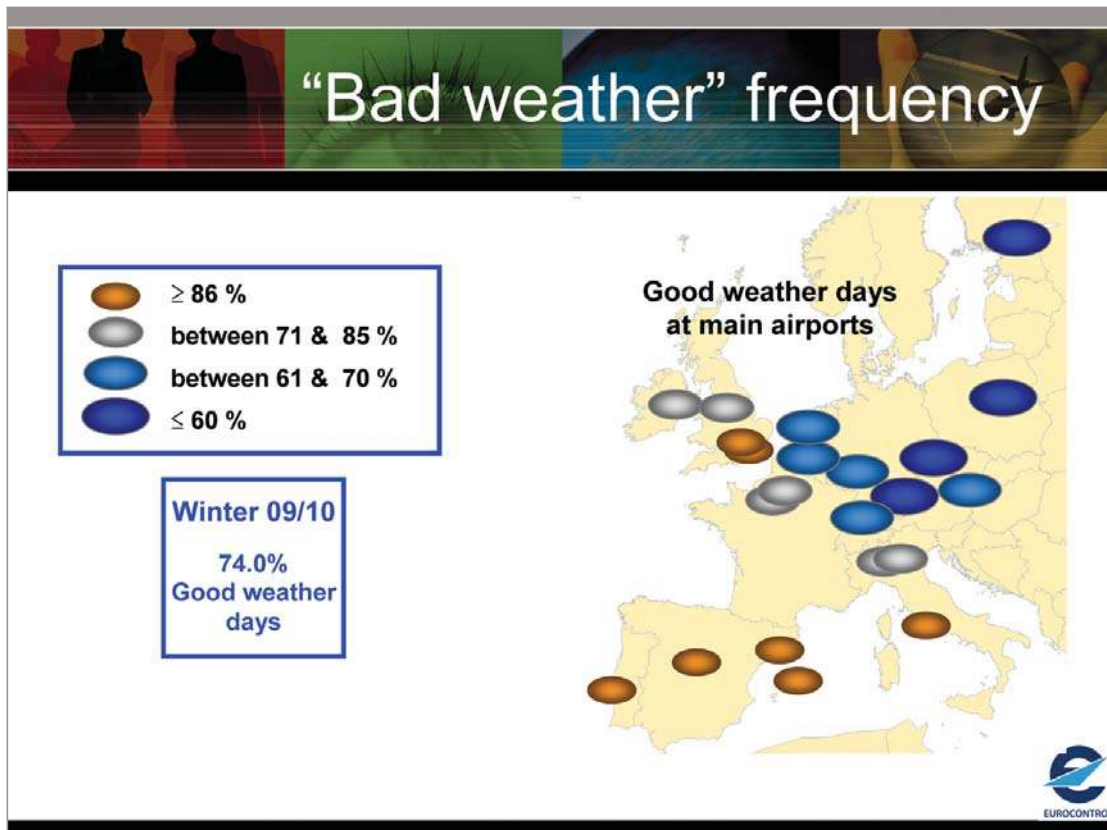 “Bad weather” frequency
≥ 86 %
between 71 & 85 %
between 61 & 70 %
≤ 60 %
Winter 09/10
74.0%
Good weather
days
Good weather days
at main airports
EUROCONTRO